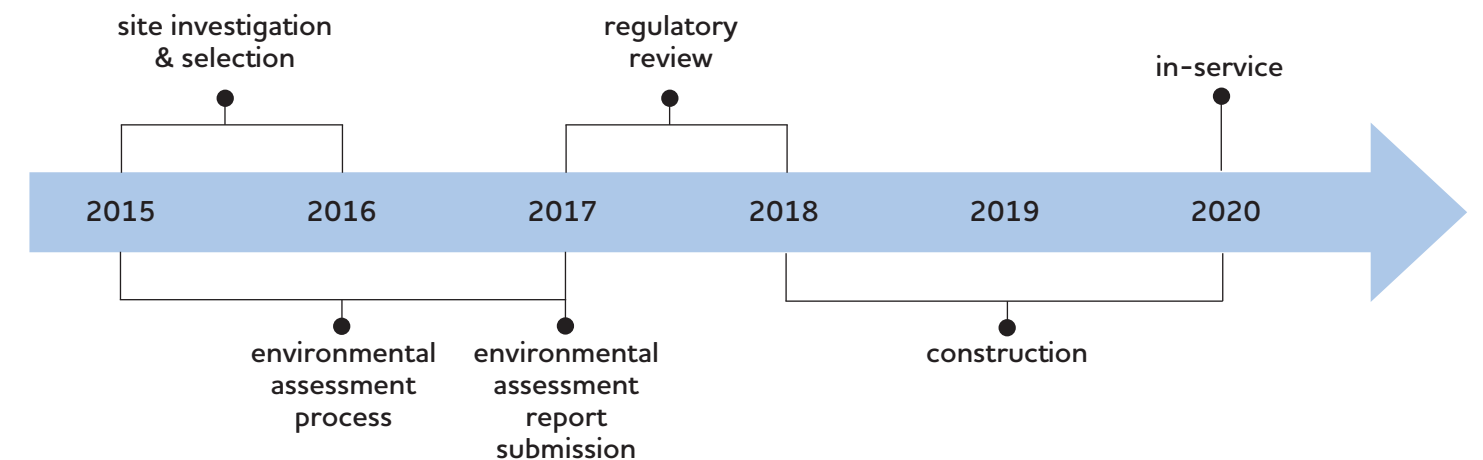 site investigation
& selection
regulatory
review
in-service
2015
2016
2017
2018
2019
2020
environmental
assessment
process
environmental
assessment
report
submission
construction